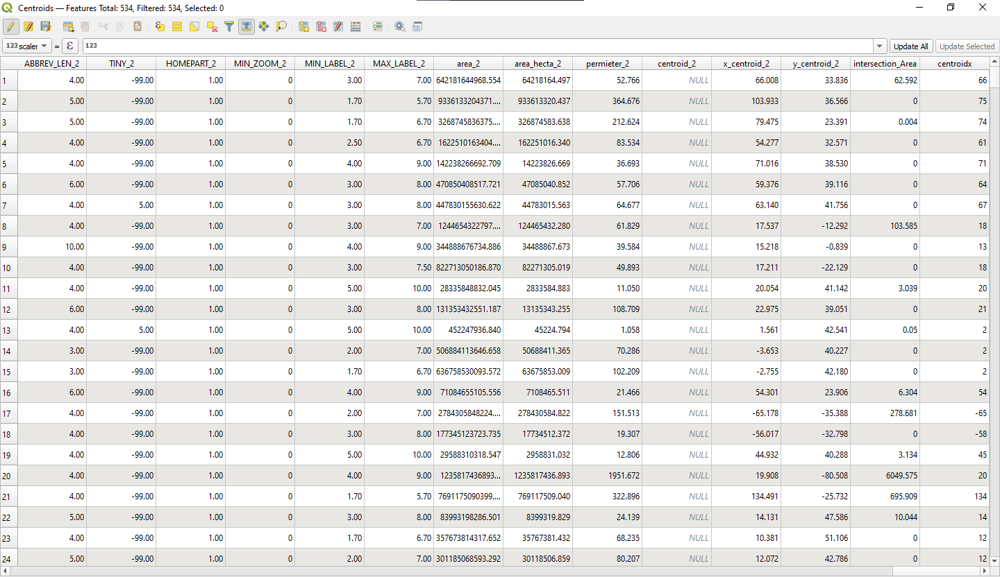 Centroids — Features Total: 534, Filtered: 534, Selected: 0
123 scaler = ε 123 Update All Update Selected
ABBREV_LEN_2 TINY_2 HOMEPART_2 MIN_ZOOM_2 MIN_LABEL_2 MAX_LABEL_2 area_2 area_hecta_2 permieter_2 centroid_2 x_centroid_2 y_centroid_2 intersection_Area centroidx
1 4.00 -99.00 1.00 0 3.00 7.00 642181644968.554 64218164.497 52.766 NULL 66.008 33.836 62.592 66
2 5.00 -99.00 1.00 0 1.70 5.70 9336133204371.... 933613320.437 364.676 NULL 103.933 36.566 0 75
3 5.00 -99.00 1.00 0 1.70 6.70 3268745836375.... 326874583.638 212.624 NULL 79.475 23.391 0.004 74
4 4.00 -99.00 1.00 0 2.50 6.70 1622510163404.... 162251016.340 83.534 NULL 54.277 32.571 0 61
5 4.00 -99.00 1.00 0 4.00 9.00 142238266692.709 14223826.669 36.693 NULL 71.016 38.530 0 71
6 6.00 -99.00 1.00 0 3.00 8.00 470850408517.721 47085040.852 57.706 NULL 59.376 39.116 0 64
7 4.00 5.00 1.00 0 3.00 8.00 447830155630.622 44783015.563 64.677 NULL 63.140 41.756 0 67
8 4.00 -99.00 1.00 0 3.00 7.00 1244654322797.... 124465432.280 61.829 NULL 17.537 -12.292 103.585 18
9 10.00 -99.00 1.00 0 4.00 9.00 344888676734.886 34488867.673 39.584 NULL 15.218 -0.839 0 13
10 4.00 -99.00 1.00 0 3.00 7.50 822713050186.870 82271305.019 49.893 NULL 17.211 -22.129 0 18
11 4.00 -99.00 1.00 0 5.00 10.00 28335848832.045 2833584.883 11.050 NULL 20.054 41.142 3.039 20
12 6.00 -99.00 1.00 0 3.00 8.00 131353432551.187 13135343.255 108.709 NULL 22.975 39.051 0 21
13 4.00 5.00 1.00 0 5.00 10.00 452247936.840 45224.794 1.058 NULL 1.561 42.541 0.05 2
14 3.00 -99.00 1.00 0 2.00 7.00 506884113646.658 50688411.365 70.286 NULL -3.653 40.227 0 2
15 3.00 -99.00 1.00 0 1.70 6.70 636758530093.572 63675853.009 102.209 NULL -2.755 42.180 0 2
16 6.00 -99.00 1.00 0 4.00 9.00 71084655105.556 7108465.511 21.466 NULL 54.301 23.906 6.304 54
17 4.00 -99.00 1.00 0 2.00 7.00 2784305848224.... 278430584.822 151.513 NULL -65.178 -35.388 278.681 -65
18 4.00 -99.00 1.00 0 3.00 8.00 177345123723.735 17734512.372 19.307 NULL -56.017 -32.798 0 -58
19 4.00 -99.00 1.00 0 5.00 10.00 29588310318.547 2958831.032 12.806 NULL 44.932 40.288 3.134 45
20 4.00 -99.00 1.00 0 4.00 9.00 1235817436893... 1235817436.893 1951.672 NULL 19.908 -80.508 6049.575 20
21 4.00 -99.00 1.00 0 1.70 5.70 7691175090399.... 769117509.040 322.896 NULL 134.491 -25.732 695.909 134
22 5.00 -99.00 1.00 0 3.00 8.00 83993198286.501 8399319.829 24.139 NULL 14.131 47.586 10.044 14
23 4.00 -99.00 1.00 0 1.70 6.70 357673814317.652 35767381.432 68.235 NULL 10.381 51.106 0 12
24 5.00 -99.00 1.00 0 2.00 7.00 301185068593.292 30118506.859 80.207 NULL 12.072 42.786 0 12